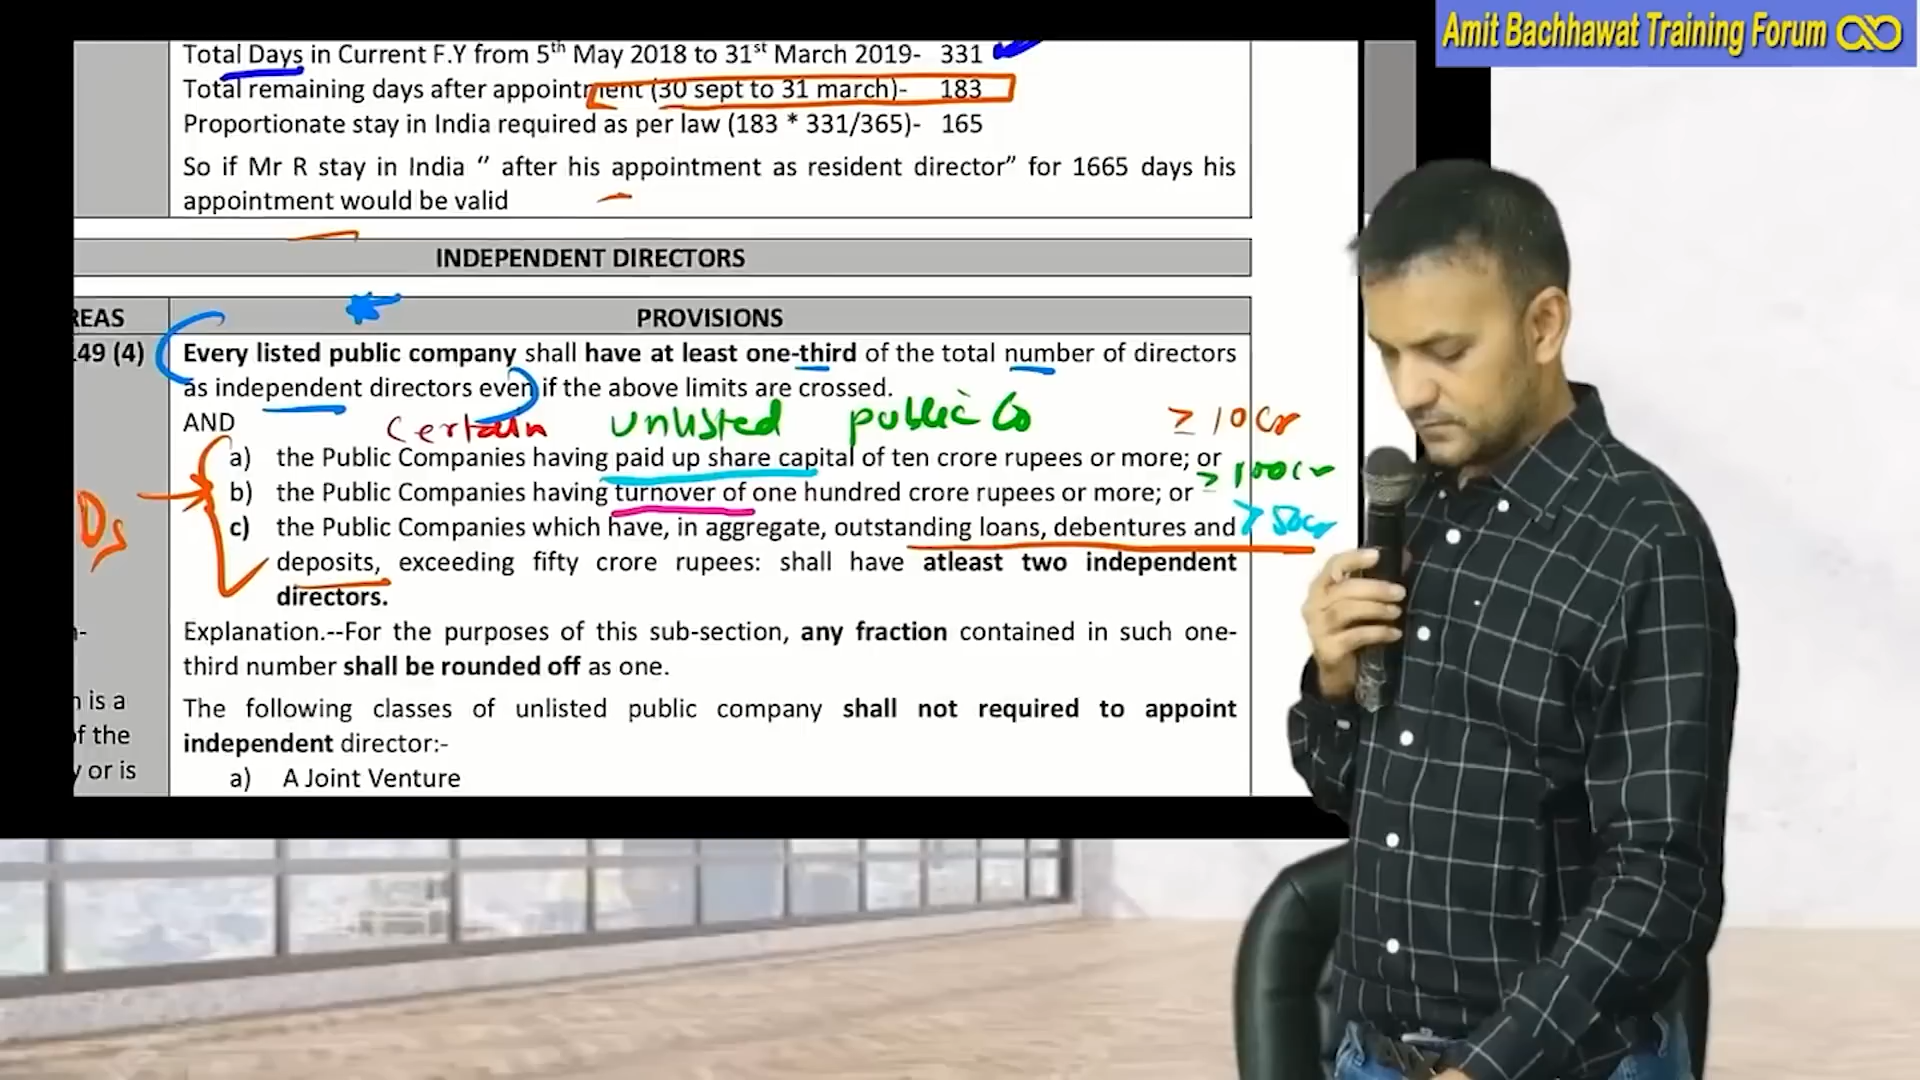 Amit Bachhawat Training Forum
Total Days in Current F.Y from 5th May 2018 to 31st March 2019- 331
Total remaining days after appointment (30 sept to 31 march)- 183
Proportionate stay in India required as per law (183 * 331/365)- 165
So if Mr R stay in India “ after his appointment as resident director” for 1665 days his
appointment would be valid
INDEPENDENT DIRECTORS
REAS
PROVISIONS
149 (4)
Every listed public company shall have at least one-third of the total number of directors
as independent directors even if the above limits are crossed.
AND
Certain unlisted public Co
≥ 10 Cr
a) the Public Companies having paid up share capital of ten crore rupees or more; or
≥ 100 Cr
b) the Public Companies having turnover of one hundred crore rupees or more; or
c) the Public Companies which have, in aggregate, outstanding loans, debentures and
> 50 Cr
Ds
deposits, exceeding fifty crore rupees: shall have atleast two independent
directors.
Explanation.--For the purposes of this sub-section, any fraction contained in such one-
third number shall be rounded off as one.
The following classes of unlisted public company shall not required to appoint
independent director:-
a) A Joint Venture
n is a
of the
y or is